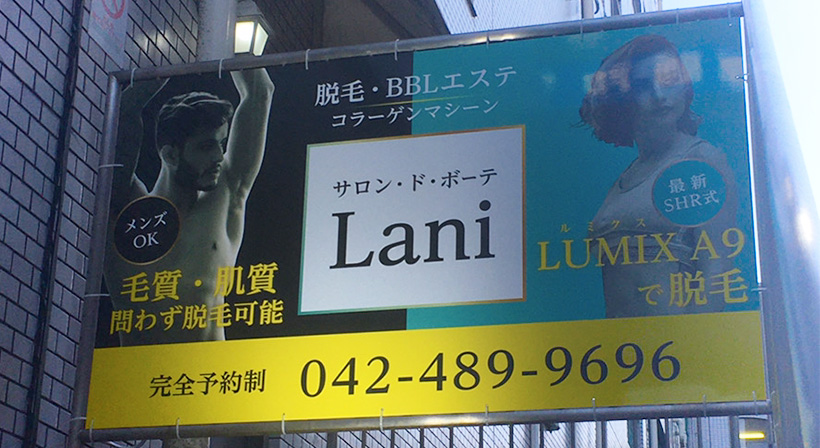 脱毛・BBLエステ
コラーゲンマシーン
サロン・ド・ボーテ
Lani
メンズ
OK
毛質・肌質
問わず脱毛可能
最新
SHR式
ルミクス
LUMIX A9
で脱毛
完全予約制 042-489-9696